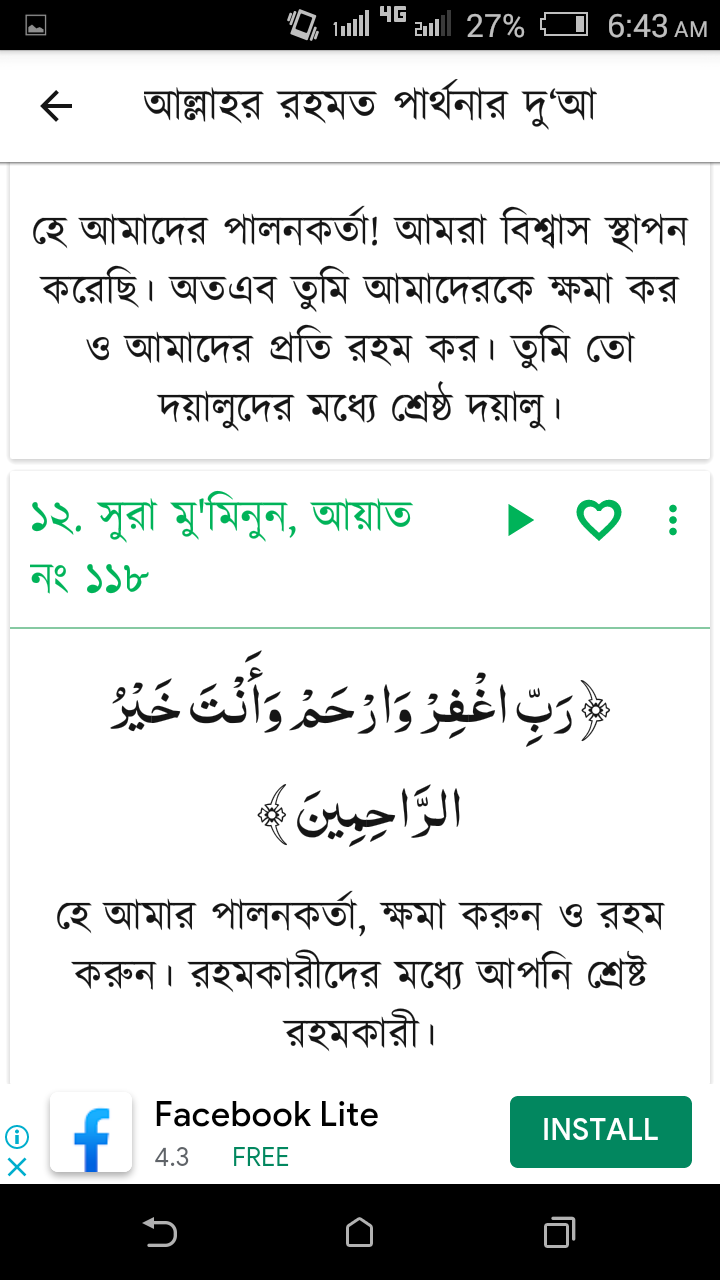 1 4G 2 27% 6:43 AM
আল্লাহর রহমত পার্থনার দু‘আ
হে আমাদের পালনকর্তা! আমরা বিশ্বাস স্থাপন
করেছি। অতএব তুমি আমাদেরকে ক্ষমা কর
ও আমাদের প্রতি রহম কর। তুমি তো
দয়ালুদের মধ্যে শ্রেষ্ঠ দয়ালু।
১২. সুরা মু'মিনুন, আয়াত
নং ১১৮
﴿رَبِّ اغْفِرْ وَارْحَمْ وَأَنْتَ خَيْرُ
الرَّاحِمِينَ﴾
হে আমার পালনকর্তা, ক্ষমা করুন ও রহম
করুন। রহমকারীদের মধ্যে আপনি শ্রেষ্ট
রহমকারী।
Facebook Lite
4.3 FREE
INSTALL